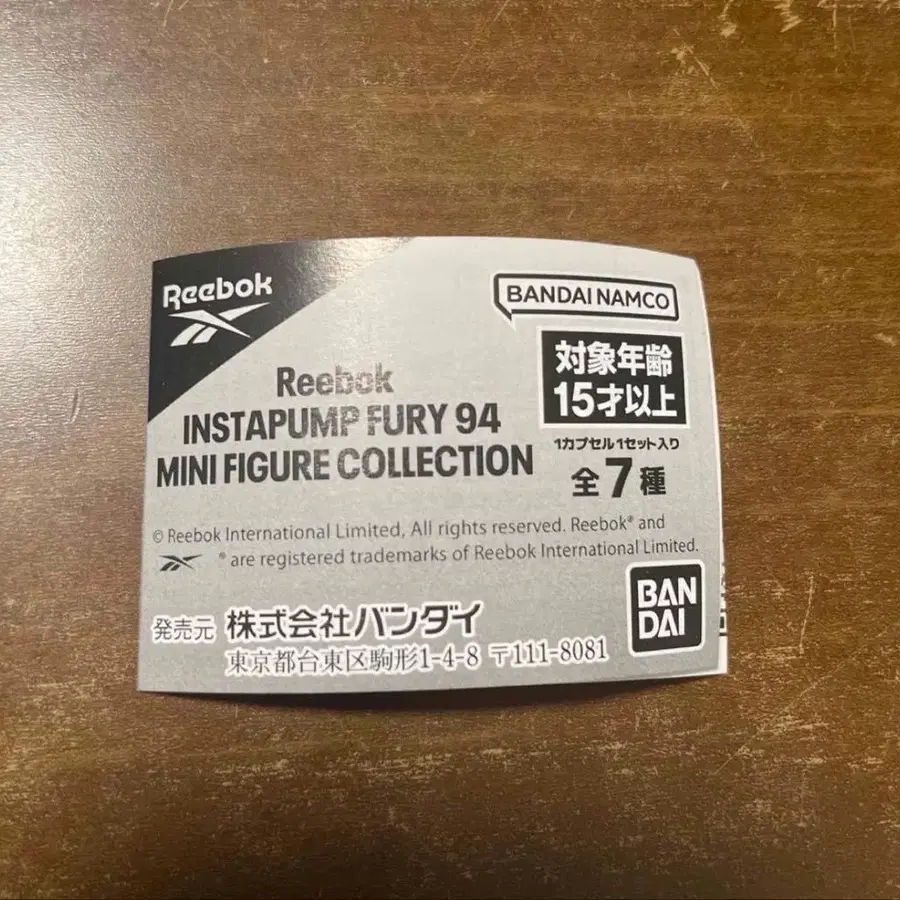 Reebok
BANDAI NAMCO
対象年齢
15才以上
Reebok
INSTAPUMP FURY 94
MINI FIGURE COLLECTION
1カプセル1セット入り
全7種
© Reebok International Limited, All rights reserved. Reebok® and
® are registered trademarks of Reebok International Limited.
発売元 株式会社バンダイ
東京都台東区駒形1-4-8 〒111-8081
BAN
DAI